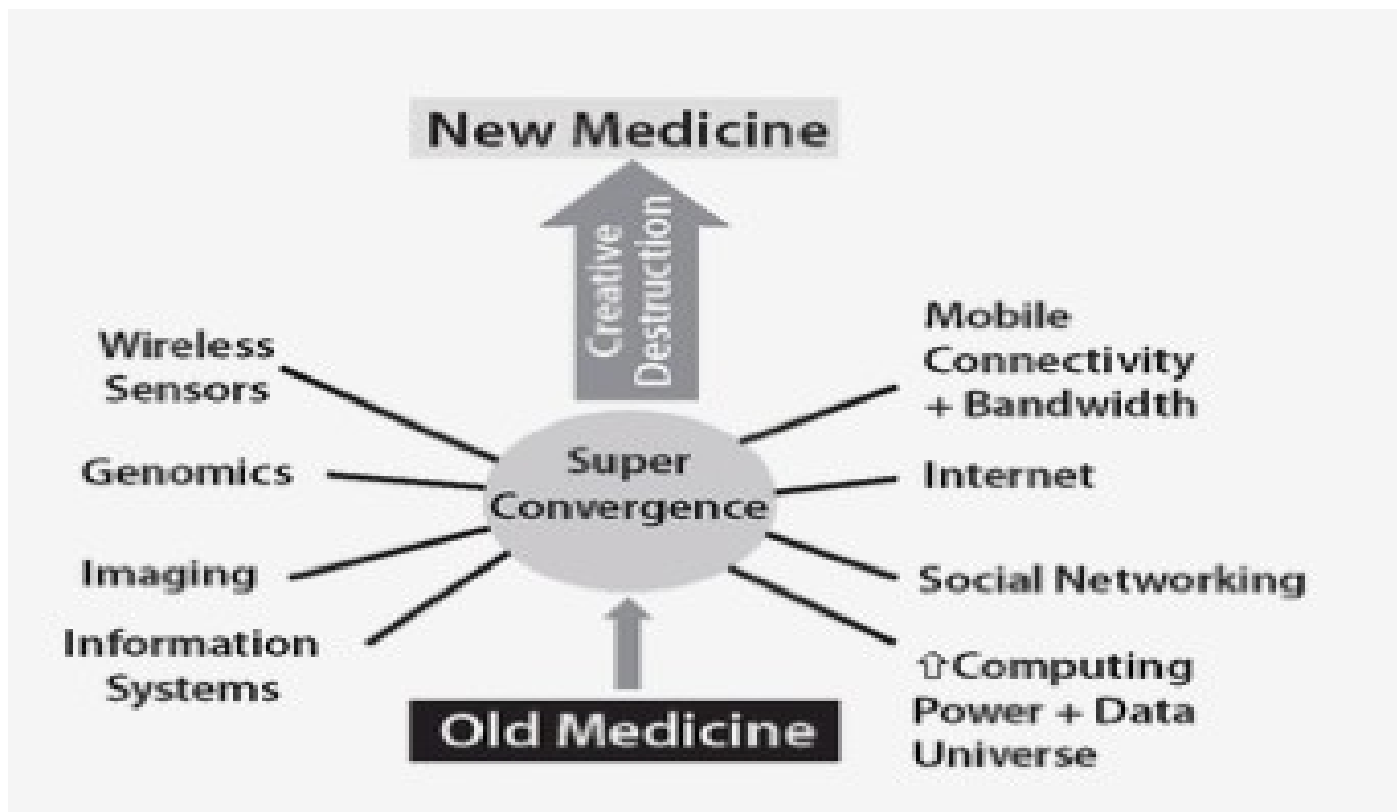 New Medicine
Creative
Destruction
Wireless
Sensors
Genomics
Imaging
Information
Systems
Super
Convergence
Mobile
Connectivity
+ Bandwidth
Internet
Social Networking
⇧Computing
Power + Data
Universe
Old Medicine